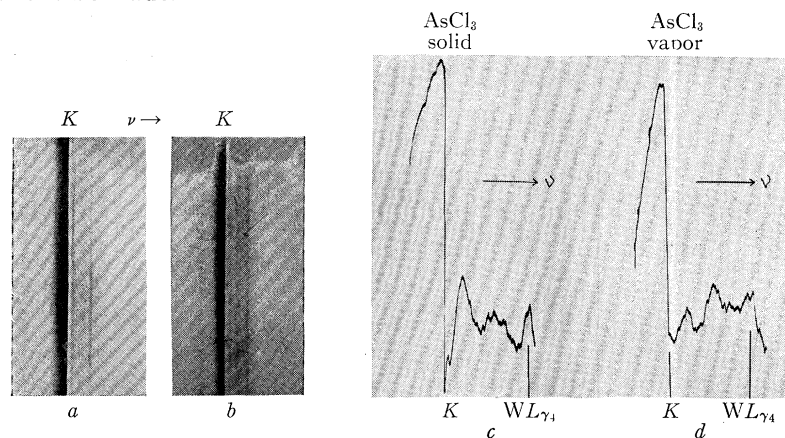 AsCl₃
solid
AsCl₃
vapor
K ν → K
→ ν
→ ν
K WLγ₄
K WLγ₄
a
b
c
d